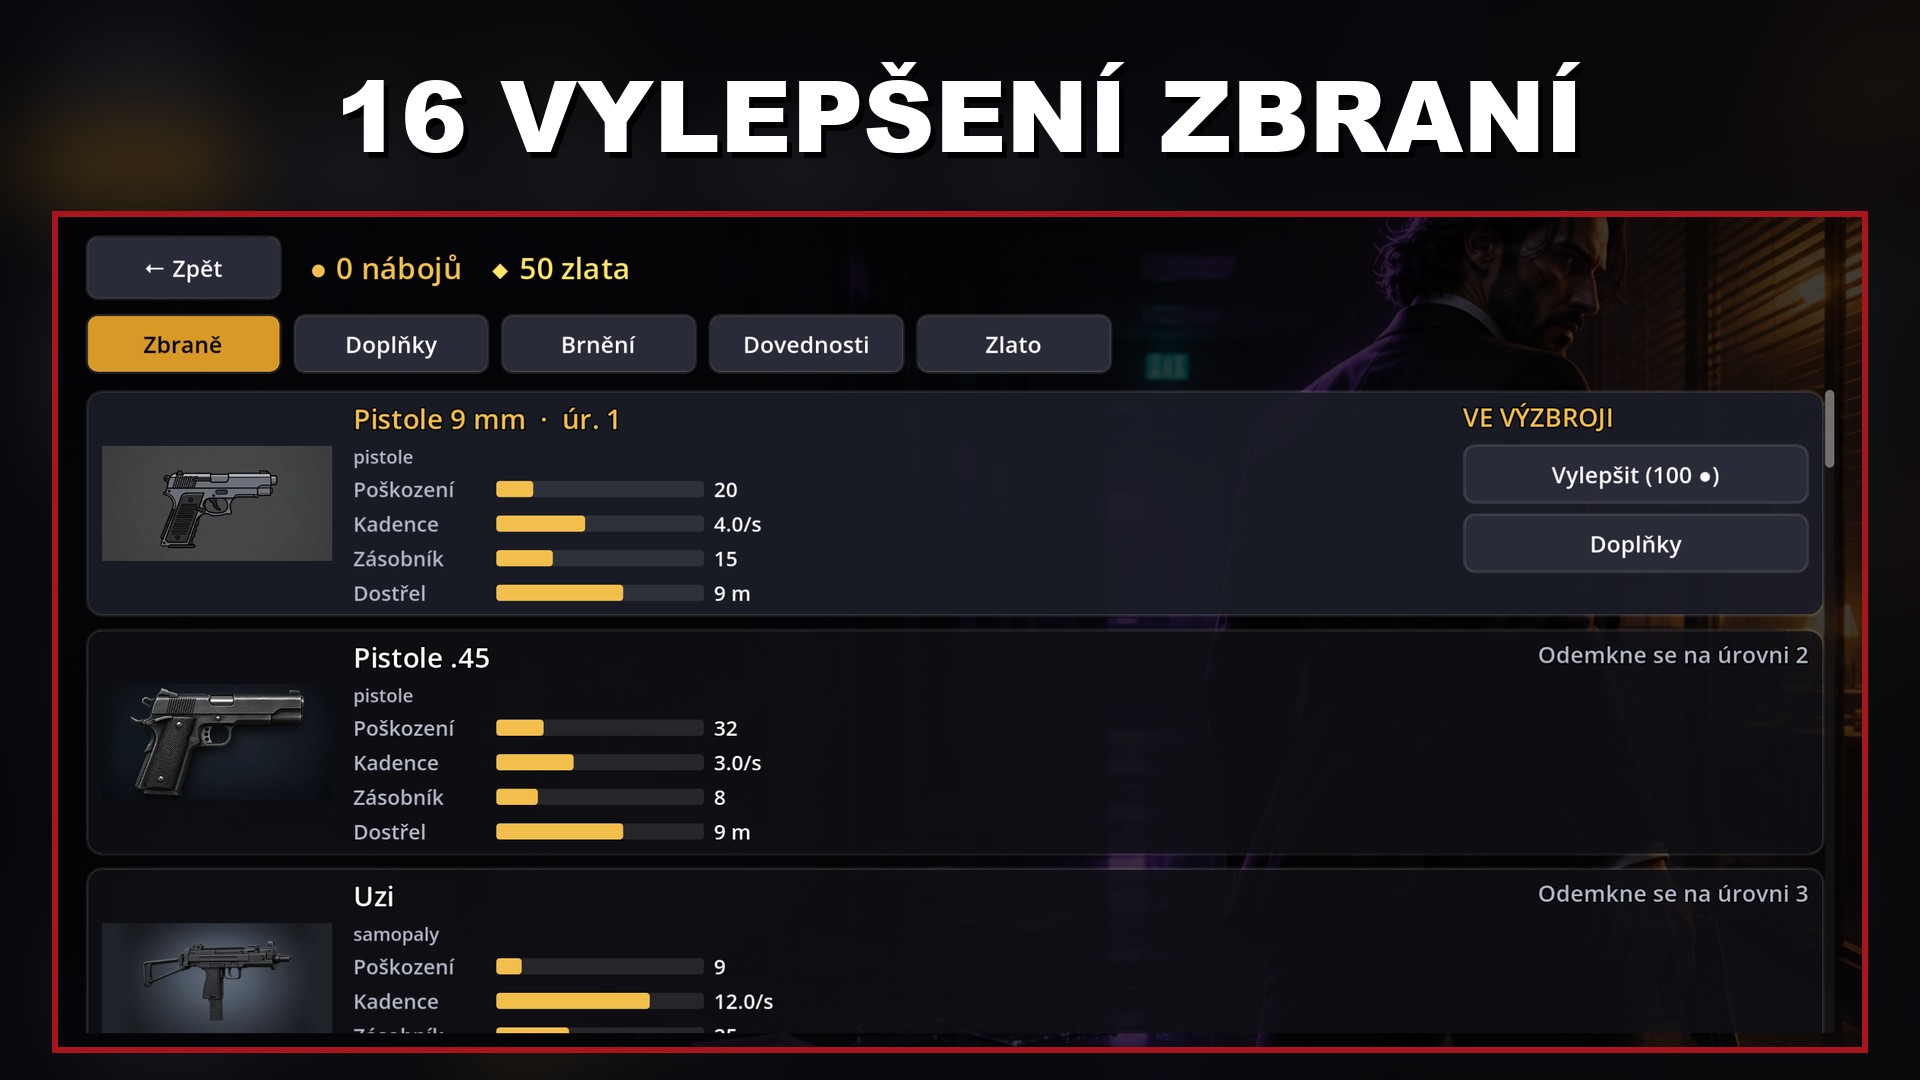 16 VYLEPŠENÍ ZBRANÍ
← Zpět ● 0 nábojů ◆ 50 zlata
Zbraně Doplňky Brnění Dovednosti Zlato
Pistole 9 mm · úr. 1
VE VÝZBROJI
pistole
Poškození 20
Vylepšit (100 ●)
Kadence 4.0/s
Doplňky
Zásobník 15
Dostřel 9 m
Pistole .45
Odemkne se na úrovni 2
pistole
Poškození 32
Kadence 3.0/s
Zásobník 8
Dostřel 9 m
Uzi
Odemkne se na úrovni 3
samopaly
Poškození 9
Kadence 12.0/s